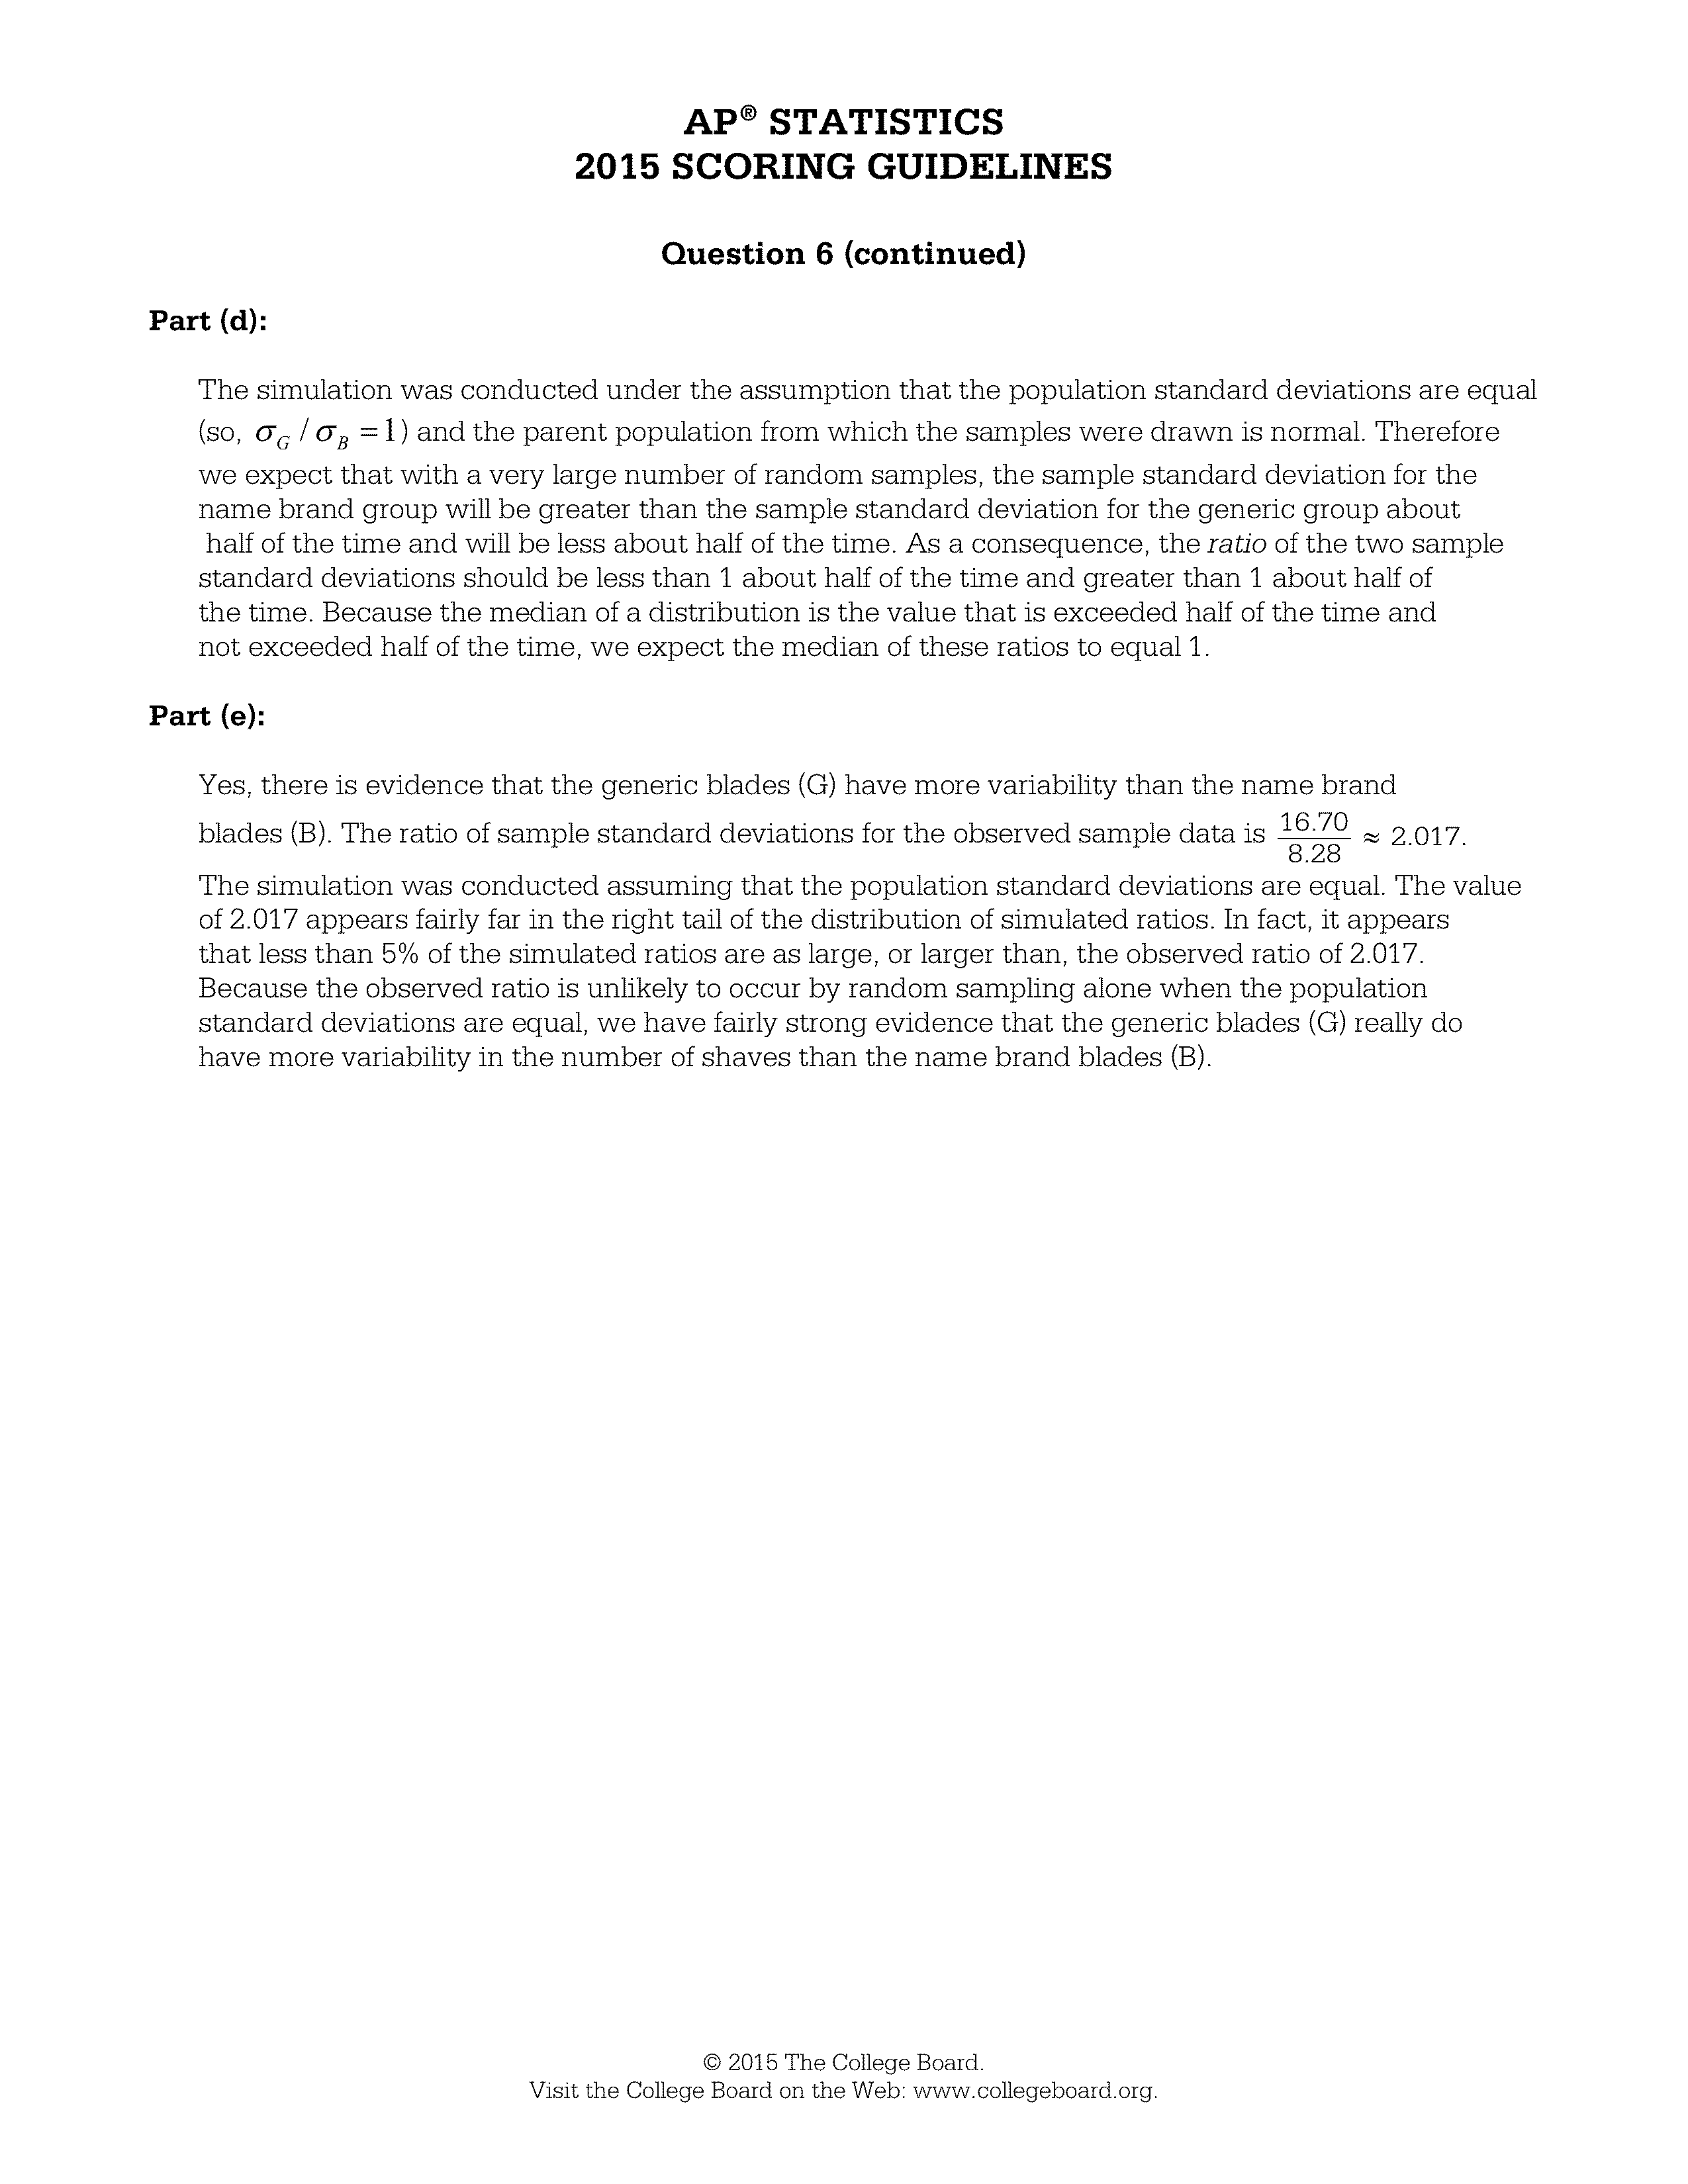 AP® STATISTICS
2015 SCORING GUIDELINES
Question 6 (continued)
Part (d):
The simulation was conducted under the assumption that the population standard deviations are equal
(so, σ_G / σ_B = 1) and the parent population from which the samples were drawn is normal. Therefore
we expect that with a very large number of random samples, the sample standard deviation for the
name brand group will be greater than the sample standard deviation for the generic group about
half of the time and will be less about half of the time. As a consequence, the ratio of the two sample
standard deviations should be less than 1 about half of the time and greater than 1 about half of
the time. Because the median of a distribution is the value that is exceeded half of the time and
not exceeded half of the time, we expect the median of these ratios to equal 1.
Part (e):
Yes, there is evidence that the generic blades (G) have more variability than the name brand
blades (B). The ratio of sample standard deviations for the observed sample data is 16.70/8.28 ≈ 2.017.
The simulation was conducted assuming that the population standard deviations are equal. The value
of 2.017 appears fairly far in the right tail of the distribution of simulated ratios. In fact, it appears
that less than 5% of the simulated ratios are as large, or larger than, the observed ratio of 2.017.
Because the observed ratio is unlikely to occur by random sampling alone when the population
standard deviations are equal, we have fairly strong evidence that the generic blades (G) really do
have more variability in the number of shaves than the name brand blades (B).
© 2015 The College Board.
Visit the College Board on the Web: www.collegeboard.org.